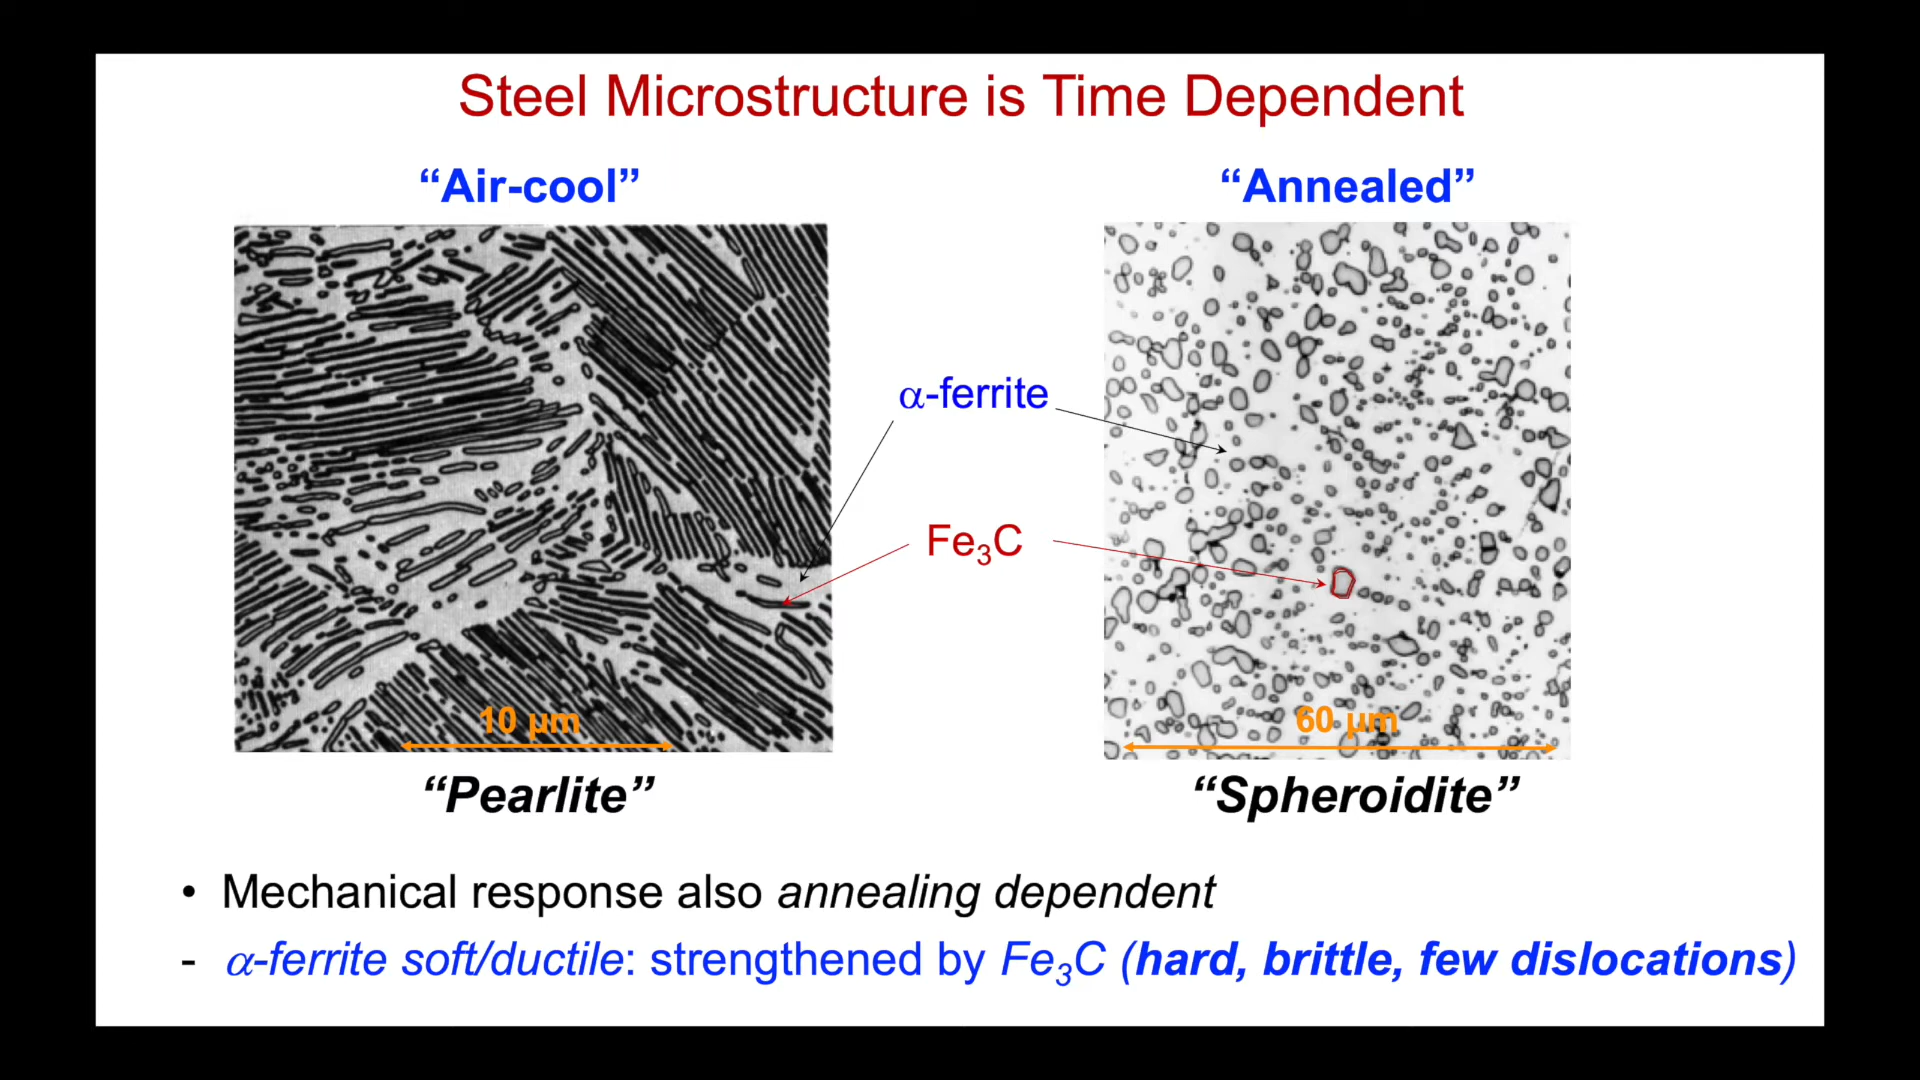 Steel Microstructure is Time Dependent
“Air-cool”
“Annealed”
α-ferrite
Fe₃C
10 μm
60 μm
“Pearlite”
“Spheroidite”
• Mechanical response also annealing dependent
- α-ferrite soft/ductile: strengthened by Fe₃C (hard, brittle, few dislocations)